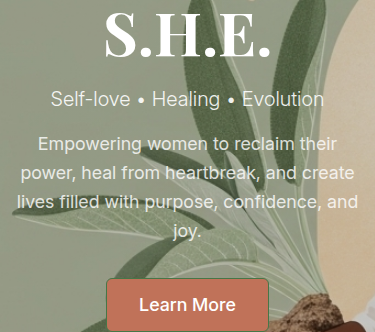 S.H.E.
Self-love • Healing • Evolution
Empowering women to reclaim their
power, heal from heartbreak, and create
lives filled with purpose, confidence, and
joy.
Learn More